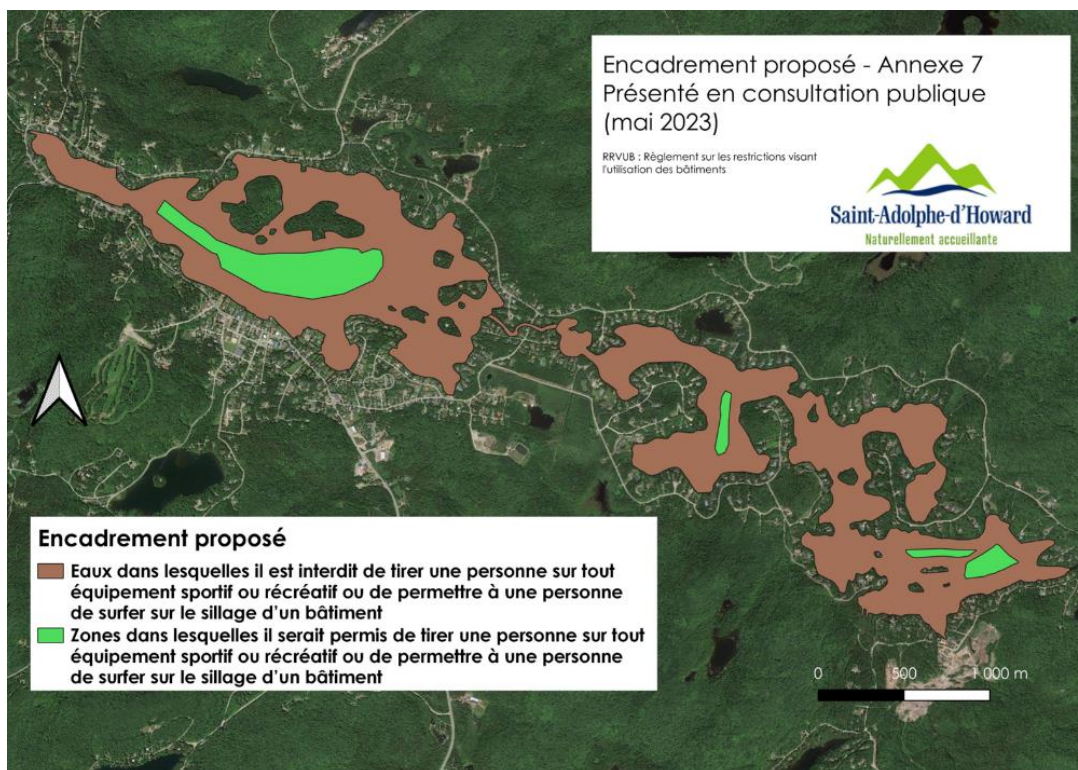 Encadrement proposé - Annexe 7
Présenté en consultation publique
(mai 2023)
RRVUB : Règlement sur les restrictions visant
l'utilisation des bâtiments
Saint-Adolphe-d'Howard
Naturellement accueillante
Encadrement proposé
Eaux dans lesquelles il est interdit de tirer une personne sur tout
équipement sportif ou récréatif ou de permettre à une personne
de surfer sur le sillage d'un bâtiment
Zones dans lesquelles il serait permis de tirer une personne sur tout
équipement sportif ou récréatif ou de permettre à une personne
de surfer sur le sillage d'un bâtiment
0 500 1 000 m